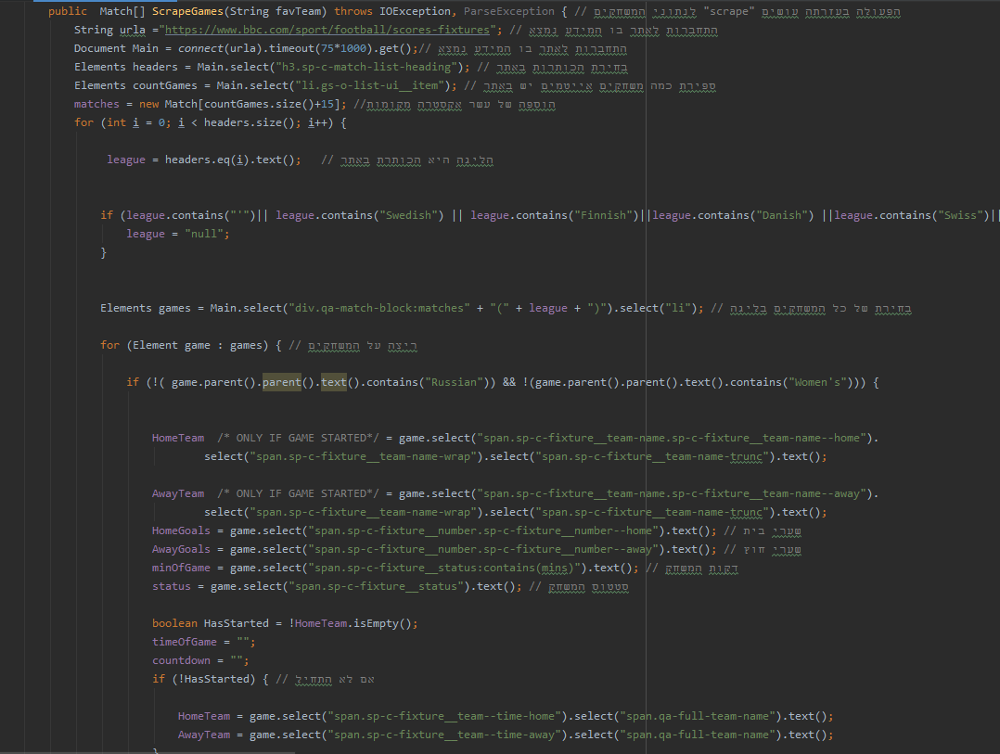 public  Match[] ScrapeGames(String favTeam) throws IOException, ParseException { // הפעולה בעזרתה עושים "scrape" לנתוני המשחקים
String urla ="https://www.bbc.com/sport/football/scores-fixtures"; // התחברות לאתר בו המידע נמצא
Document Main = connect(urla).timeout(75*1000).get();// התחברות לאתר בו המידע נמצא
Elements headers = Main.select("h3.sp-c-match-list-heading"); // בחירת הכותרות באתר
Elements countGames = Main.select("li.gs-o-list-ui__item"); // ספירת כמה משחקים אייטמים יש באתר
matches = new Match[countGames.size()+15]; //הוספה של עשר אקסטרה מקומות
for (int i = 0; i < headers.size(); i++) {
league = headers.eq(i).text();   // הליגה היא הכותרת באתר
if (league.contains("'")|| league.contains("Swedish") || league.contains("Finnish")||league.contains("Danish") ||league.contains("Swiss")||
league = "null";
}
Elements games = Main.select("div.qa-match-block:matches" + "(" + league + ")").select("li"); // בחירת של כל המשחקים בליגה
for (Element game : games) { // ריצה על המשחקים
if (!( game.parent().parent().text().contains("Russian")) && !(game.parent().parent().text().contains("Women's"))) {
HomeTeam  /* ONLY IF GAME STARTED*/ = game.select("span.sp-c-fixture__team-name.sp-c-fixture__team-name--home").
select("span.sp-c-fixture__team-name-wrap").select("span.sp-c-fixture__team-name-trunc").text();
AwayTeam  /* ONLY IF GAME STARTED*/ = game.select("span.sp-c-fixture__team-name.sp-c-fixture__team-name--away").
select("span.sp-c-fixture__team-name-wrap").select("span.sp-c-fixture__team-name-trunc").text();
HomeGoals = game.select("span.sp-c-fixture__number.sp-c-fixture__number--home").text(); // שערי בית
AwayGoals = game.select("span.sp-c-fixture__number.sp-c-fixture__number--away").text(); // שערי חוץ
minOfGame = game.select("span.sp-c-fixture__status:contains(mins)").text(); // דקות המשחק
status = game.select("span.sp-c-fixture__status").text(); // סטטוס המשחק
boolean HasStarted = !HomeTeam.isEmpty();
timeOfGame = "";
countdown = "";
if (!HasStarted) { // אם לא התחיל
HomeTeam = game.select("span.sp-c-fixture__team--time-home").select("span.qa-full-team-name").text();
AwayTeam = game.select("span.sp-c-fixture__team--time-away").select("span.qa-full-team-name").text();
}